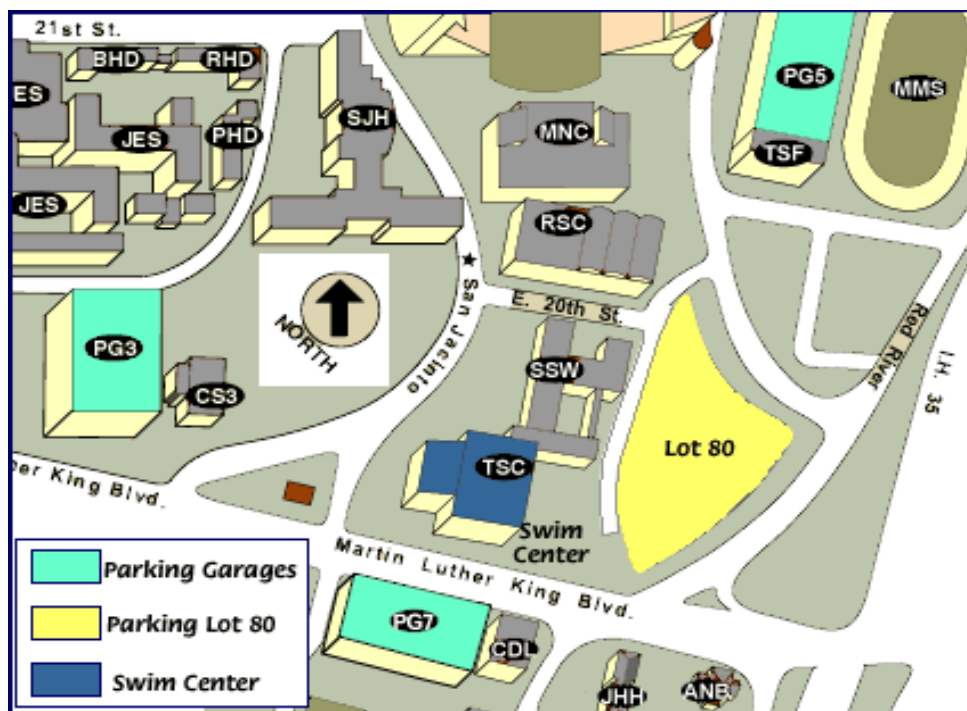 21st St.
BHD
RHD
ES
JES
PHD
SJH
MNC
PG5
MMS
TSF
JES
RSC
★ San Jacinto
E. 20th St.
NORTH
Red River
I.H. 35
PG3
CS3
SSW
Lot 80
TSC
her King Blvd.
Swim
Center
Martin Luther King Blvd.
Parking Garages
Parking Lot 80
Swim Center
PG7
CDL
JHH
ANB